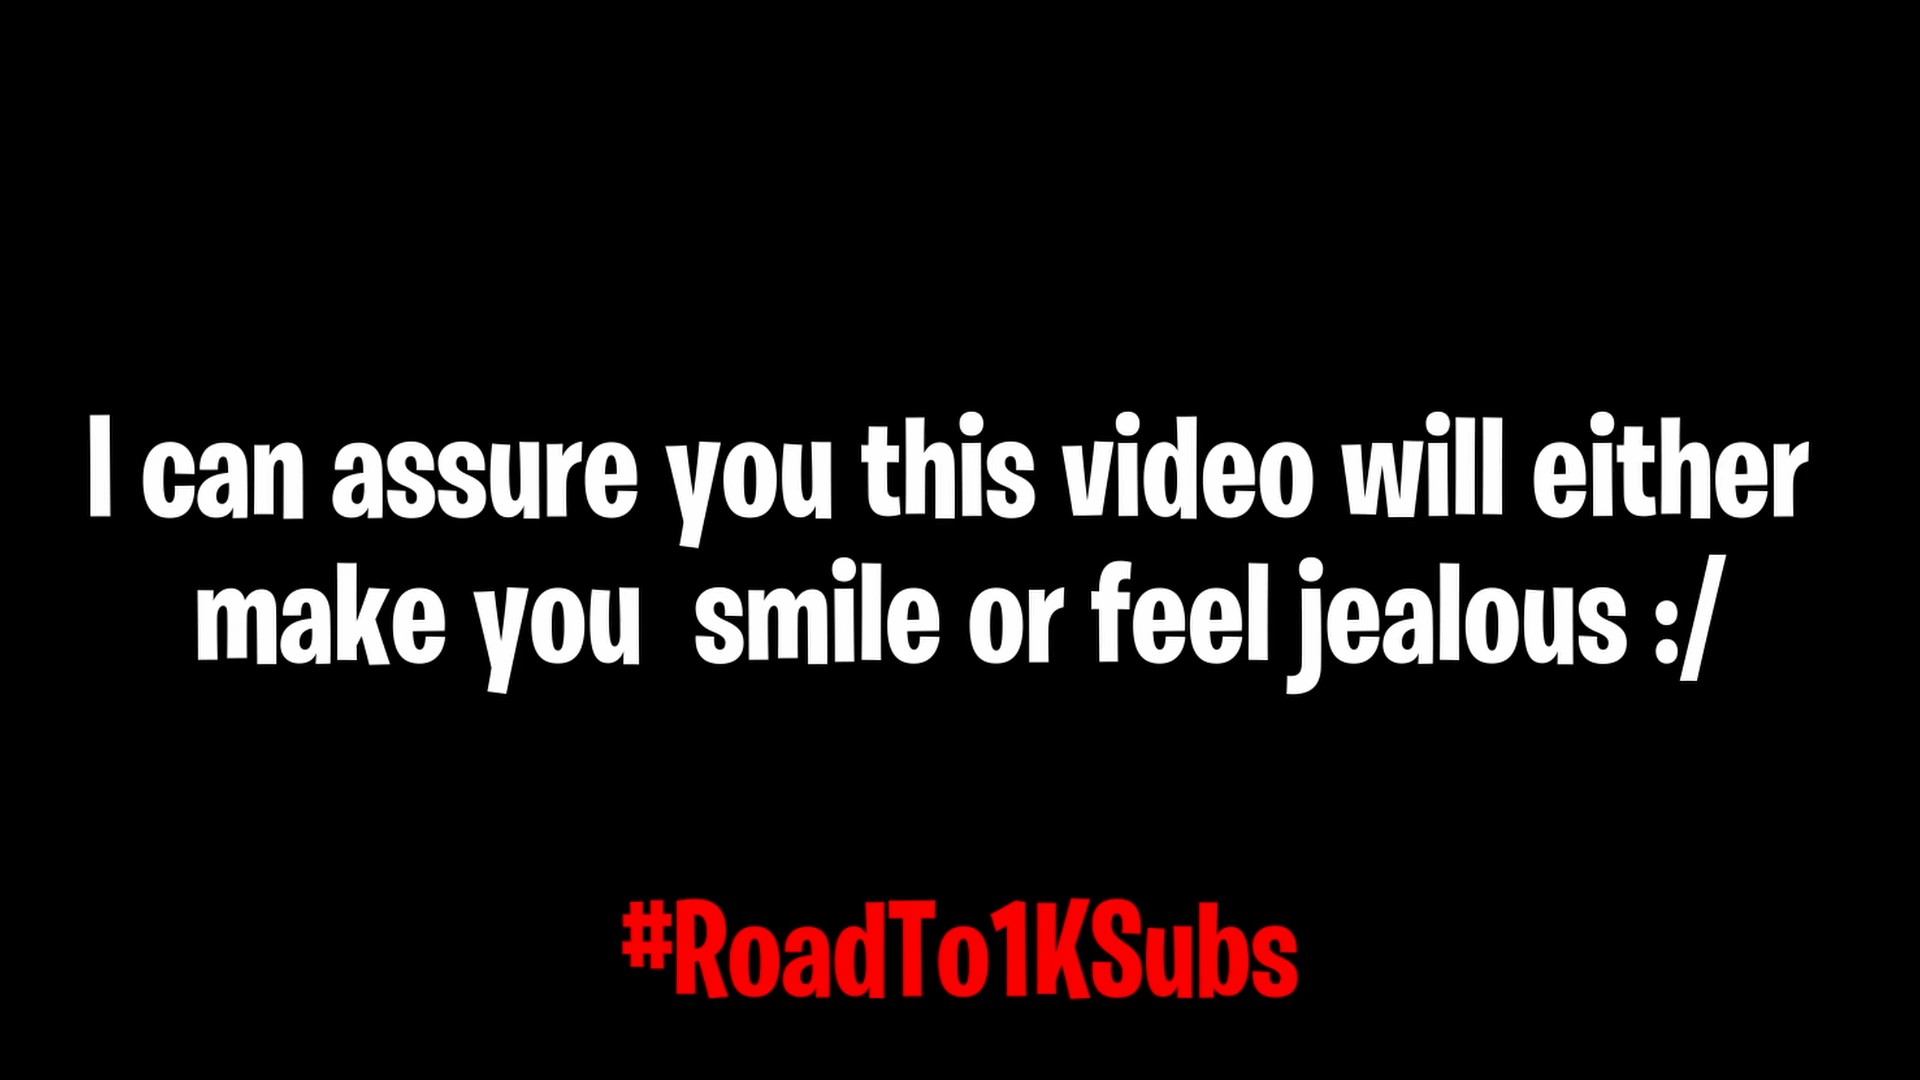 I can assure you this video will either
make you  smile or feel jealous :/
#RoadTo1KSubs